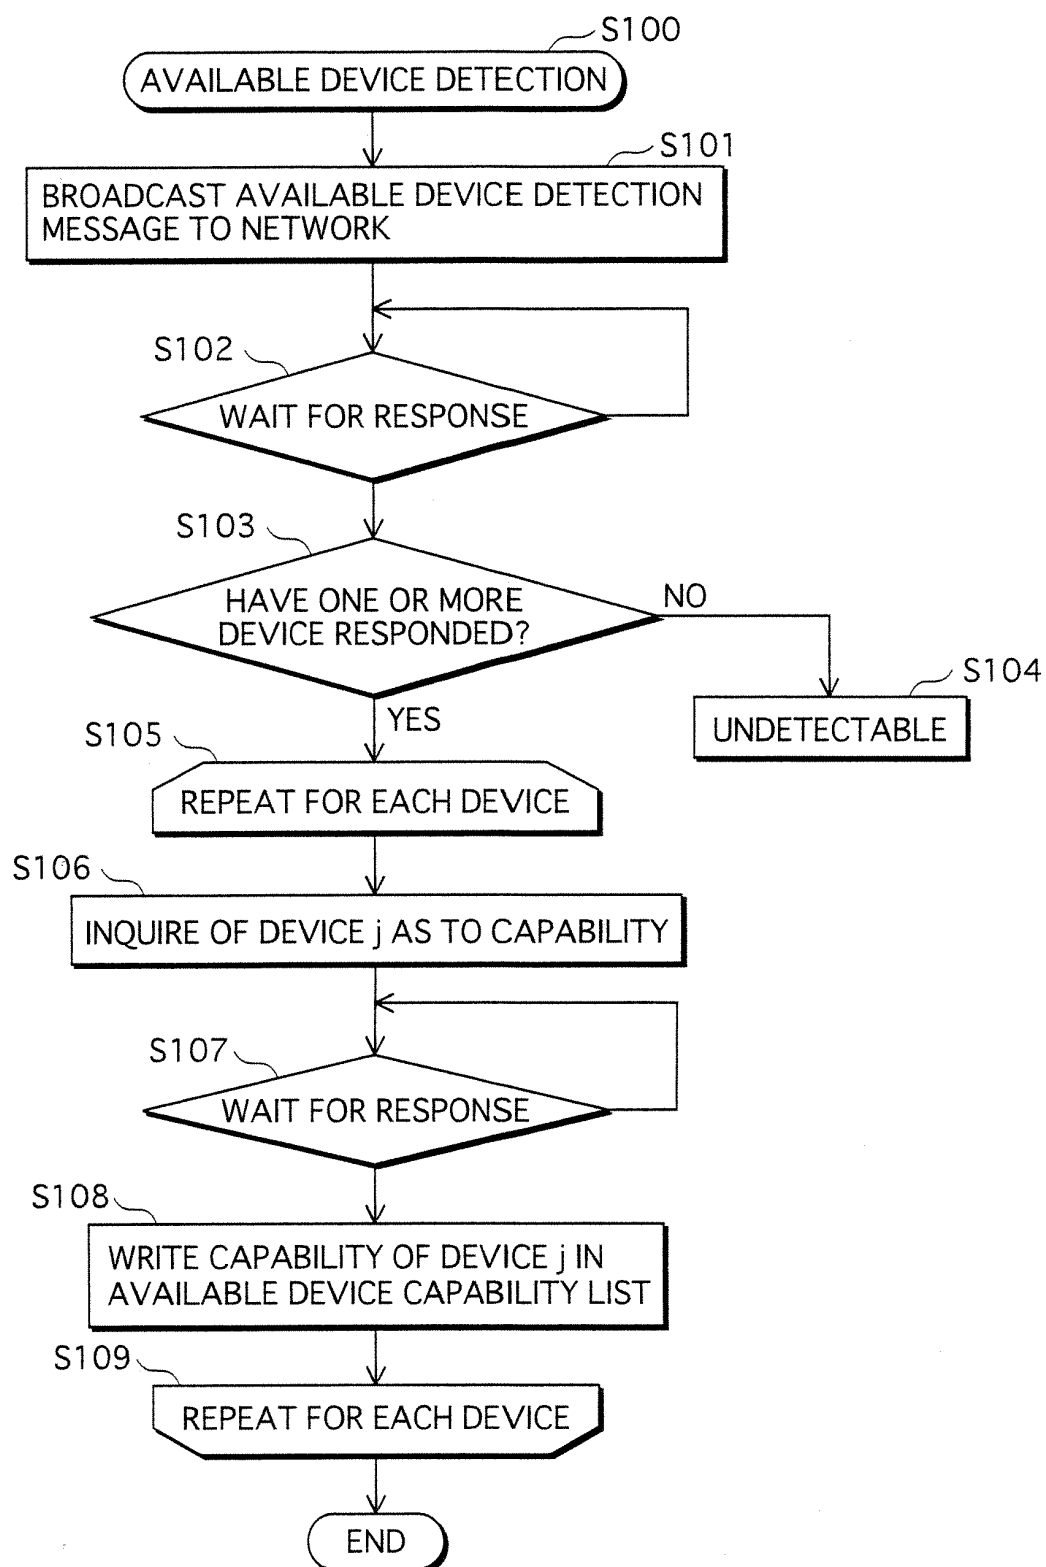 S100
AVAILABLE DEVICE DETECTION
S101
BROADCAST AVAILABLE DEVICE DETECTION
MESSAGE TO NETWORK
S102
WAIT FOR RESPONSE
S103
HAVE ONE OR MORE
DEVICE RESPONDED?
NO
S104
UNDETECTABLE
YES
S105
REPEAT FOR EACH DEVICE
S106
INQUIRE OF DEVICE j AS TO CAPABILITY
S107
WAIT FOR RESPONSE
S108
WRITE CAPABILITY OF DEVICE j IN
AVAILABLE DEVICE CAPABILITY LIST
S109
REPEAT FOR EACH DEVICE
END